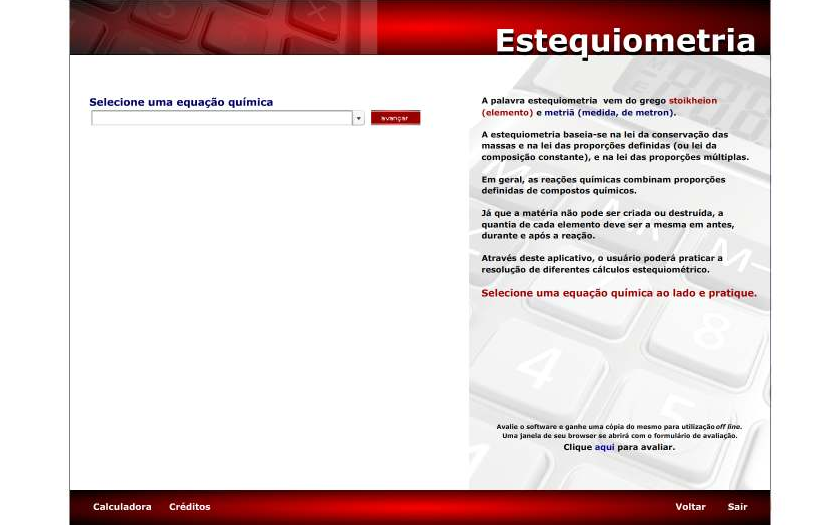 Estequiometria
Selecione uma equação química
avançar
A palavra estequiometria vem do grego stoikheion
(elemento) e metriā (medida, de metron).
A estequiometria baseia-se na lei da conservação das
massas e na lei das proporções definidas (ou lei da
composição constante), e na lei das proporções múltiplas.
Em geral, as reações químicas combinam proporções
definidas de compostos químicos.
Já que a matéria não pode ser criada ou destruída, a
quantia de cada elemento deve ser a mesma em antes,
durante e após a reação.
Através deste aplicativo, o usuário poderá praticar a
resolução de diferentes cálculos estequiométrico.
Selecione uma equação química ao lado e pratique.
Avalie o software e ganhe uma cópia do mesmo para utilização off line.
Uma janela de seu browser se abrirá com o formulário de avaliação.
Clique aqui para avaliar.
Calculadora Créditos Voltar Sair